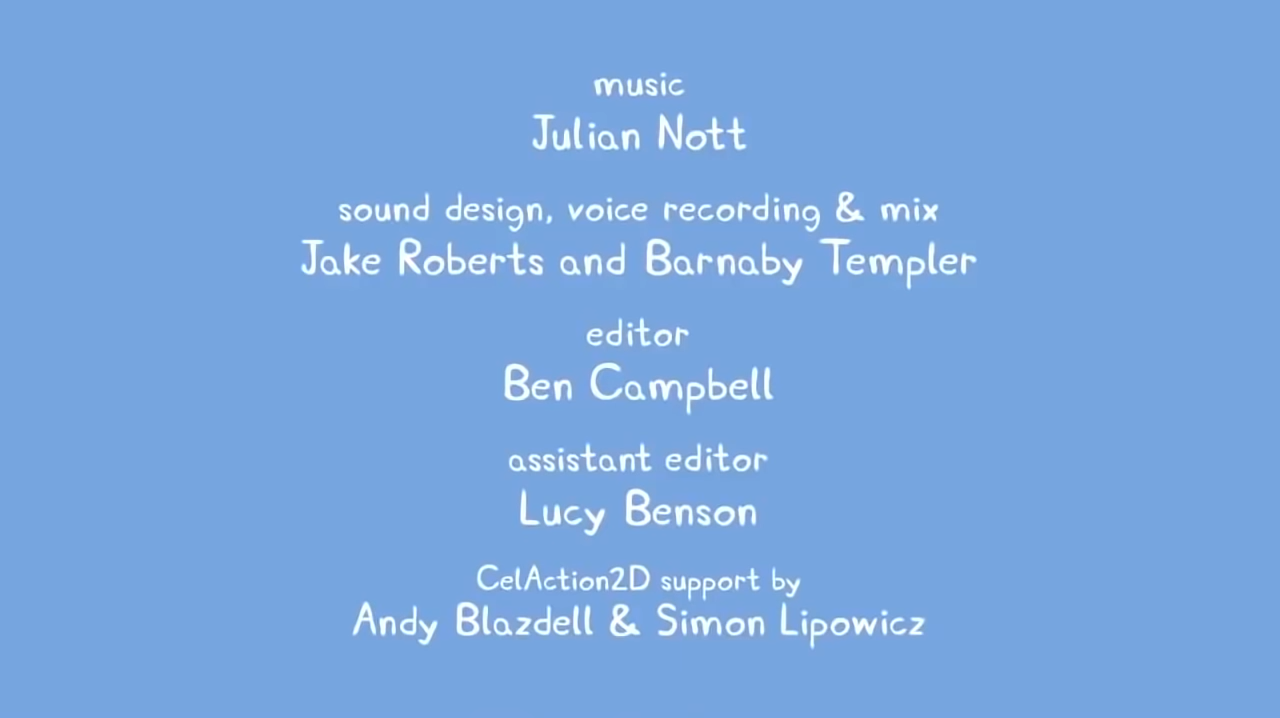 music
Julian Nott
sound design, voice recording & mix
Jake Roberts and Barnaby Templer
editor
Ben Campbell
assistant editor
Lucy Benson
CelAction2D support by
Andy Blazdell & Simon Lipowicz